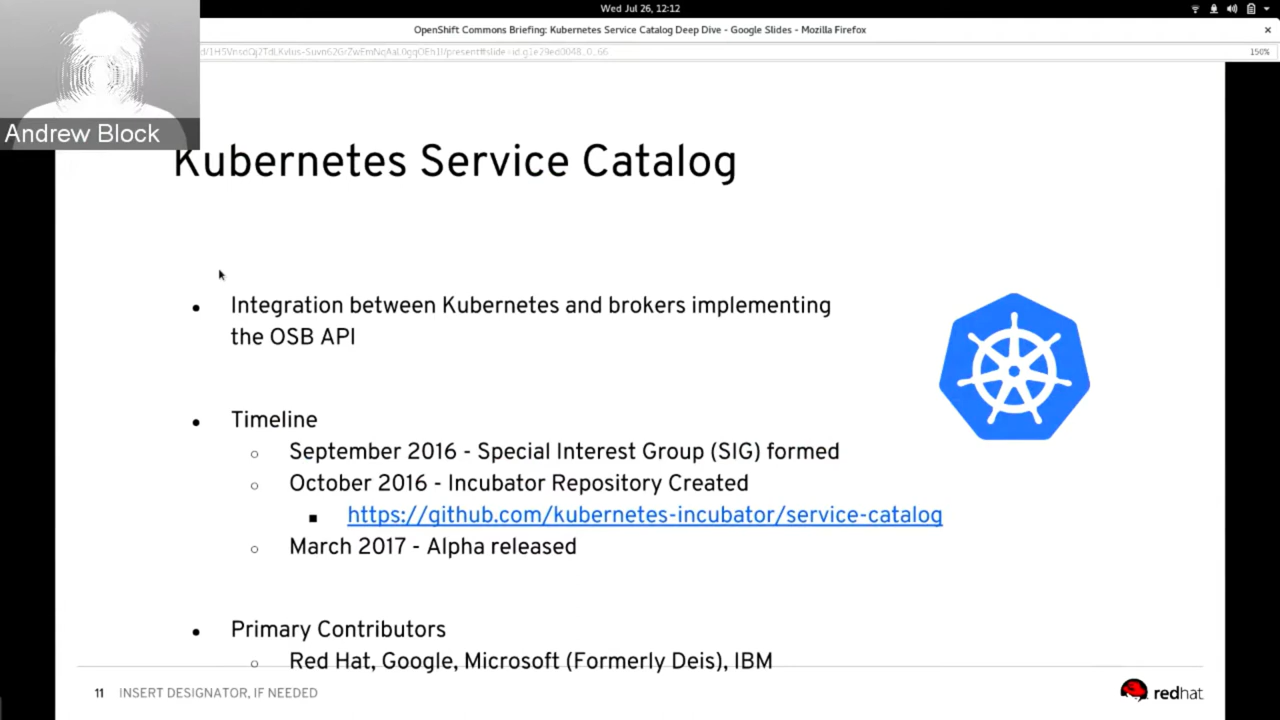 Wed Jul 26, 12:12
OpenShift Commons Briefing: Kubernetes Service Catalog Deep Dive - Google Slides - Mozilla Firefox
150%
Andrew Block
Kubernetes Service Catalog
Integration between Kubernetes and brokers implementing
the OSB API
Timeline
September 2016 - Special Interest Group (SIG) formed
October 2016 - Incubator Repository Created
https://github.com/kubernetes-incubator/service-catalog
March 2017 - Alpha released
Primary Contributors
Red Hat, Google, Microsoft (Formerly Deis), IBM
11 INSERT DESIGNATOR, IF NEEDED
redhat